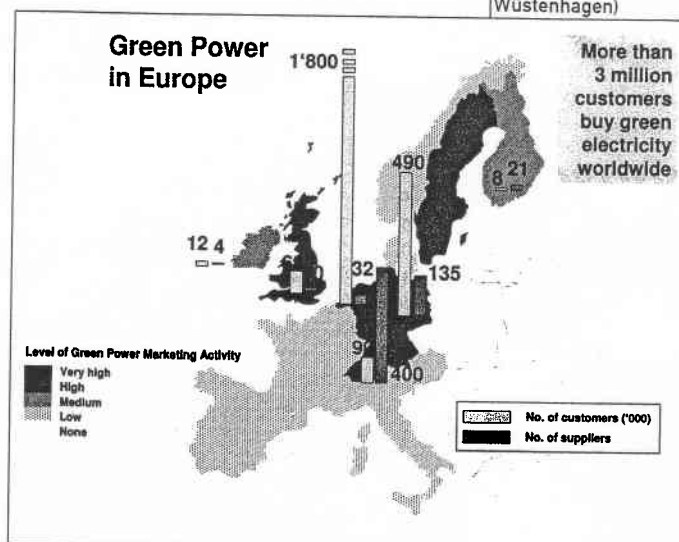 Wüstenhagen)
Green Power
in Europe
1'800
More than
3 million
customers
buy green
electricity
worldwide
490
8 21
12 4
32
135
400
Level of Green Power Marketing Activity
Very high
High
Medium
Low
None
No. of customers ('000)
No. of suppliers